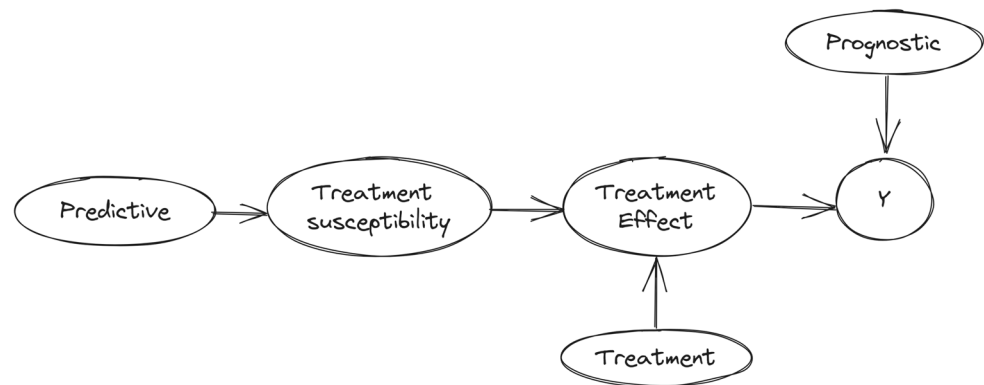 Prognostic
Predictive
Treatment
susceptibility
Treatment
Effect
Y
Treatment